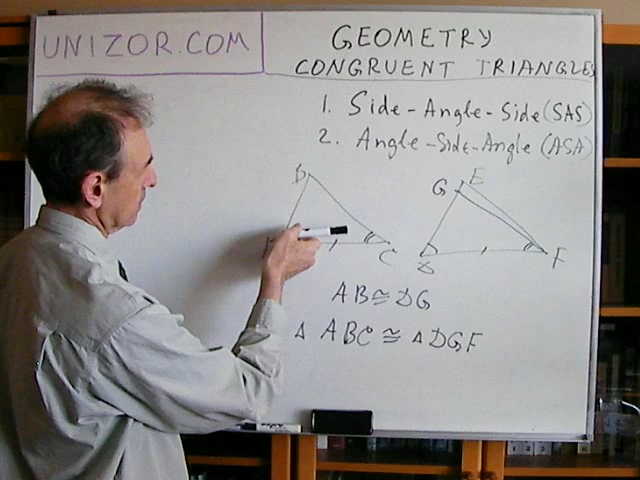 UNIZOR.COM
GEOMETRY
CONGRUENT TRIANGLES
1. Side-Angle-Side (SAS)
2. Angle-Side-Angle (ASA)
B
C
G E
D F
AB ≅ DG
△ ABC ≅ △ DGF